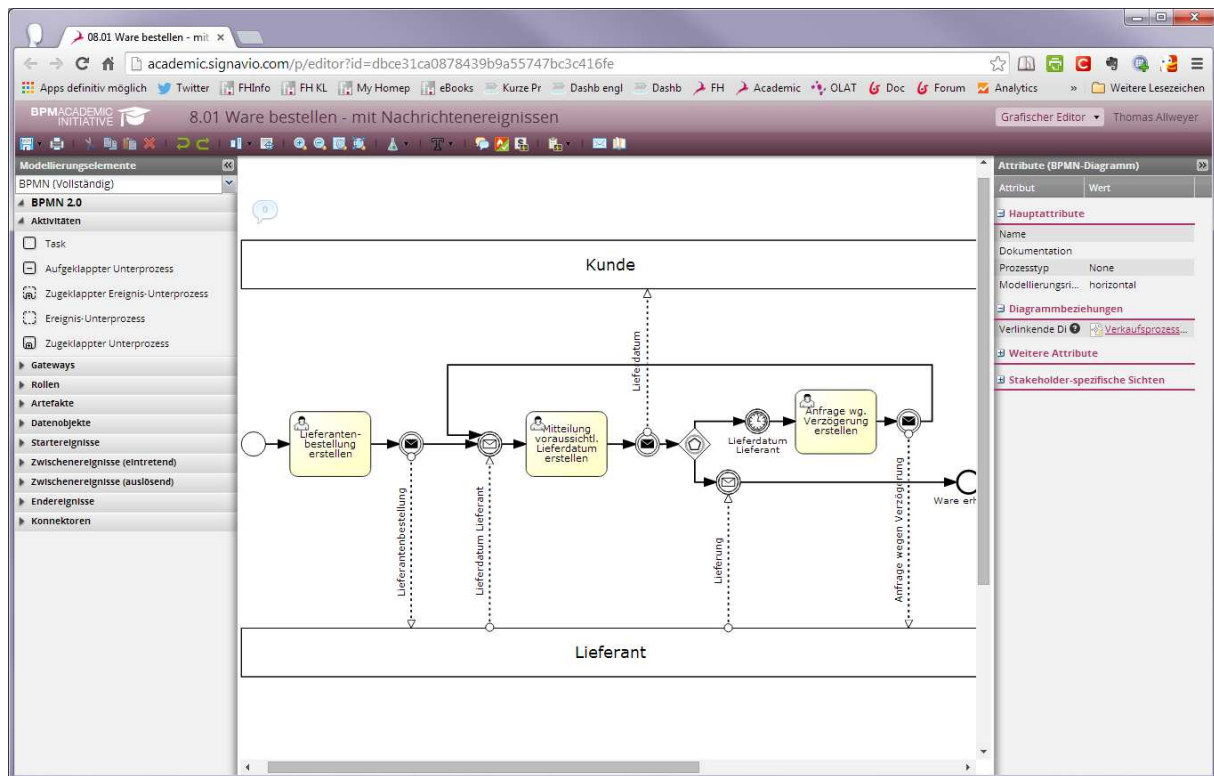 08.01 Ware bestellen - mit
academic.signavio.com/p/editor?id=dbce31ca0878439b9a55747bc3c416fe
Apps definitiv möglich Twitter FHInfo FH KL My Homep eBooks Kurze Pr Dashb engl Dashb FH Academic OLAT Doc Forum Analytics » Weitere Lesezeichen
BPMACADEMIC
INITIATIVE
8.01 Ware bestellen - mit Nachrichtenereignissen
Grafischer Editor
Thomas Allweyer
Modellierungselemente
BPMN (Vollständig)
BPMN 2.0
Aktivitäten
Task
Aufgeklappter Unterprozess
Zugeklappter Ereignis-Unterprozess
Ereignis-Unterprozess
Zugeklappter Unterprozess
Gateways
Rollen
Artefakte
Datenobjekte
Startereignisse
Zwischenereignisse (eintretend)
Zwischenereignisse (auslösend)
Endereignisse
Konnektoren
0
Kunde
Lieferdatum
Lieferanten-
bestellung
erstellen
Mitteilung
voraussichtl.
Lieferdatum
erstellen
Lieferdatum
Lieferant
Anfrage wg.
Verzögerung
erstellen
Ware erh
Lieferantenbestellung
Lieferdatum Lieferant
Lieferung
Anfrage wegen Verzögerung
Lieferant
Attribute (BPMN-Diagramm)
Attribut Wert
Hauptattribute
Name
Dokumentation
Prozesstyp None
Modellierungsri... horizontal
Diagrammbeziehungen
Verlinkende Di Verkaufsprozess...
Weitere Attribute
Stakeholder-spezifische Sichten